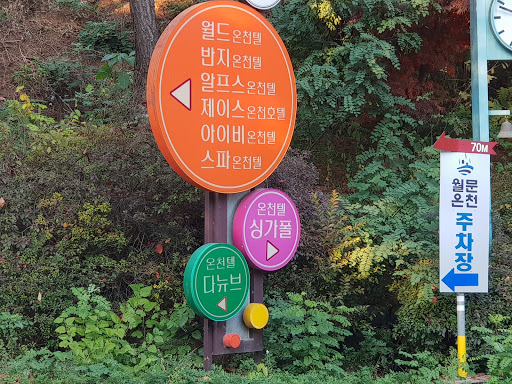 월드온천텔
반지온천텔
알프스온천텔
제이스온천호텔
아이비온천텔
스파온천텔
온천텔
싱가폴
온천텔
다뉴브
70M
월문
온천
주차장